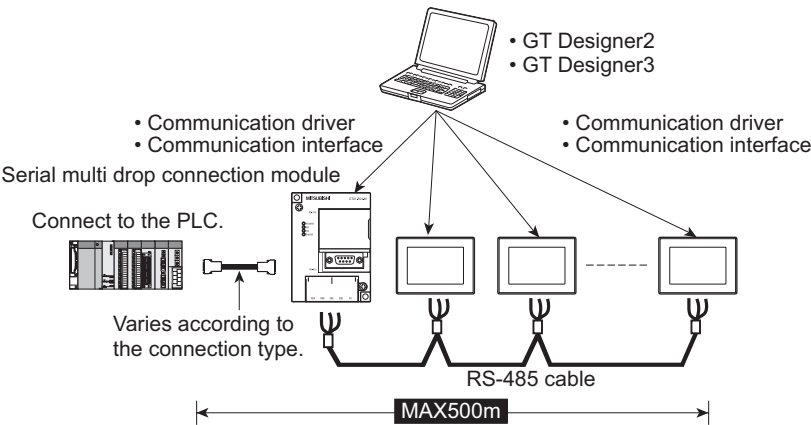 • GT Designer2
• GT Designer3
• Communication driver
• Communication interface
• Communication driver
• Communication interface
Serial multi drop connection module
MITSUBISHI
Connect to the PLC.
Varies according to
the connection type.
RS-485 cable
MAX500m